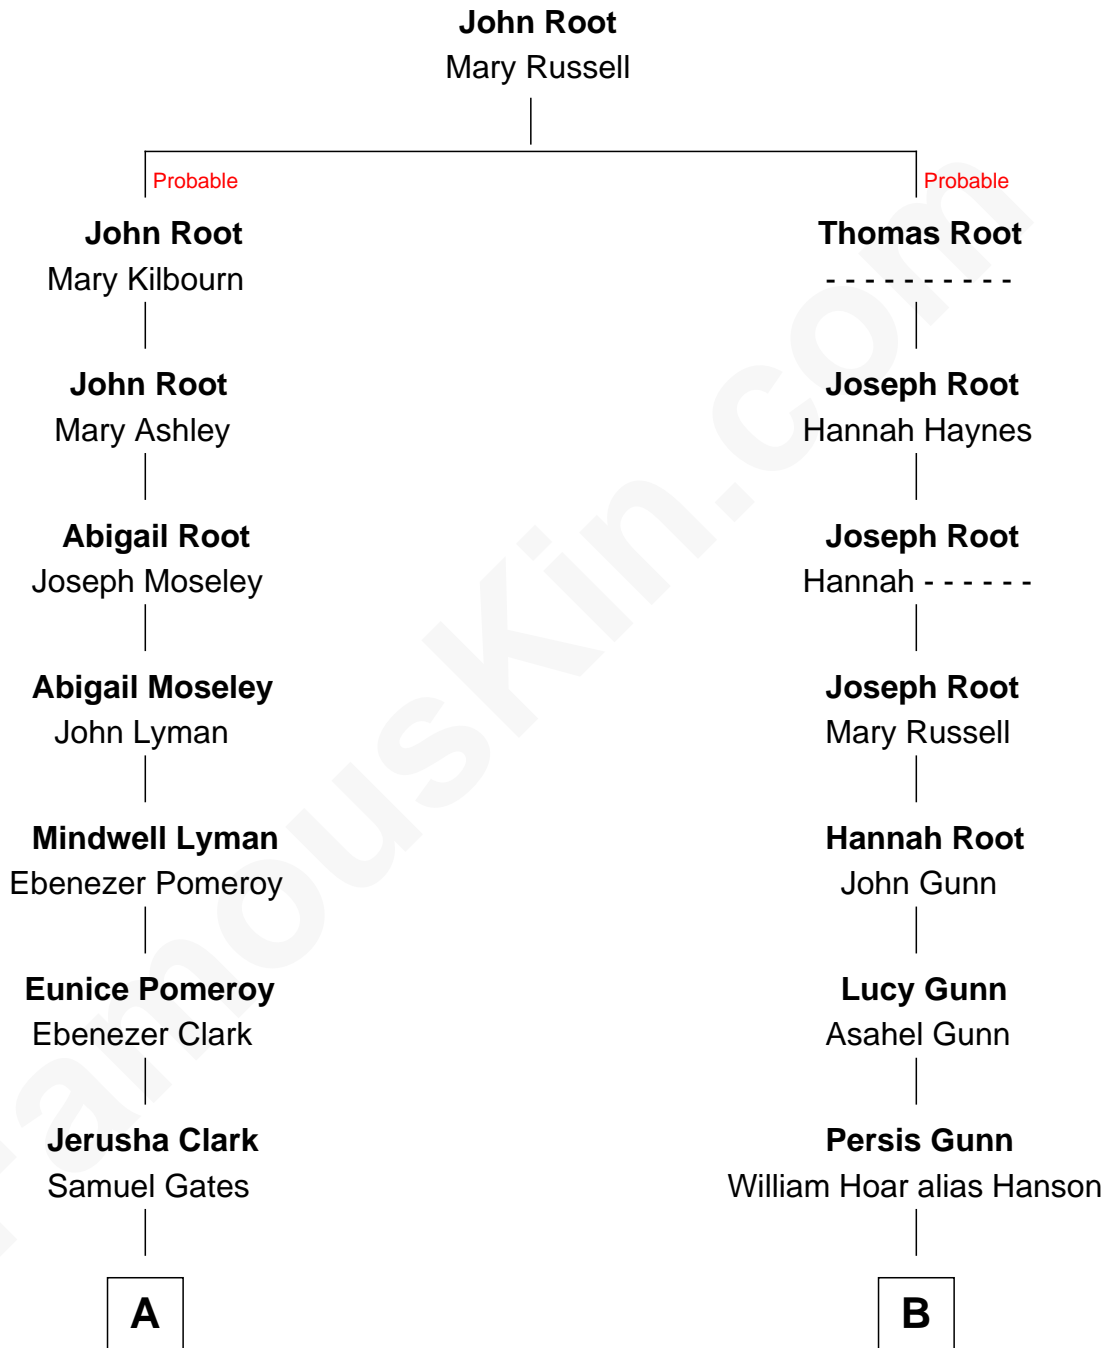 John Root
Mary Russell
Probable
John Root
Mary Kilbourn
John Root
Mary Ashley
Abigail Root
Joseph Moseley
Abigail Moseley
John Lyman
Mindwell Lyman
Ebenezer Pomeroy
Eunice Pomeroy
Ebenezer Clark
Jerusha Clark
Samuel Gates
A
Probable
Thomas Root
- - - - - - - - - -
Joseph Root
Hannah Haynes
Joseph Root
Hannah - - - - - -
Joseph Root
Mary Russell
Hannah Root
John Gunn
Lucy Gunn
Asahel Gunn
Persis Gunn
William Hoar alias Hanson
B
FamousKin.com